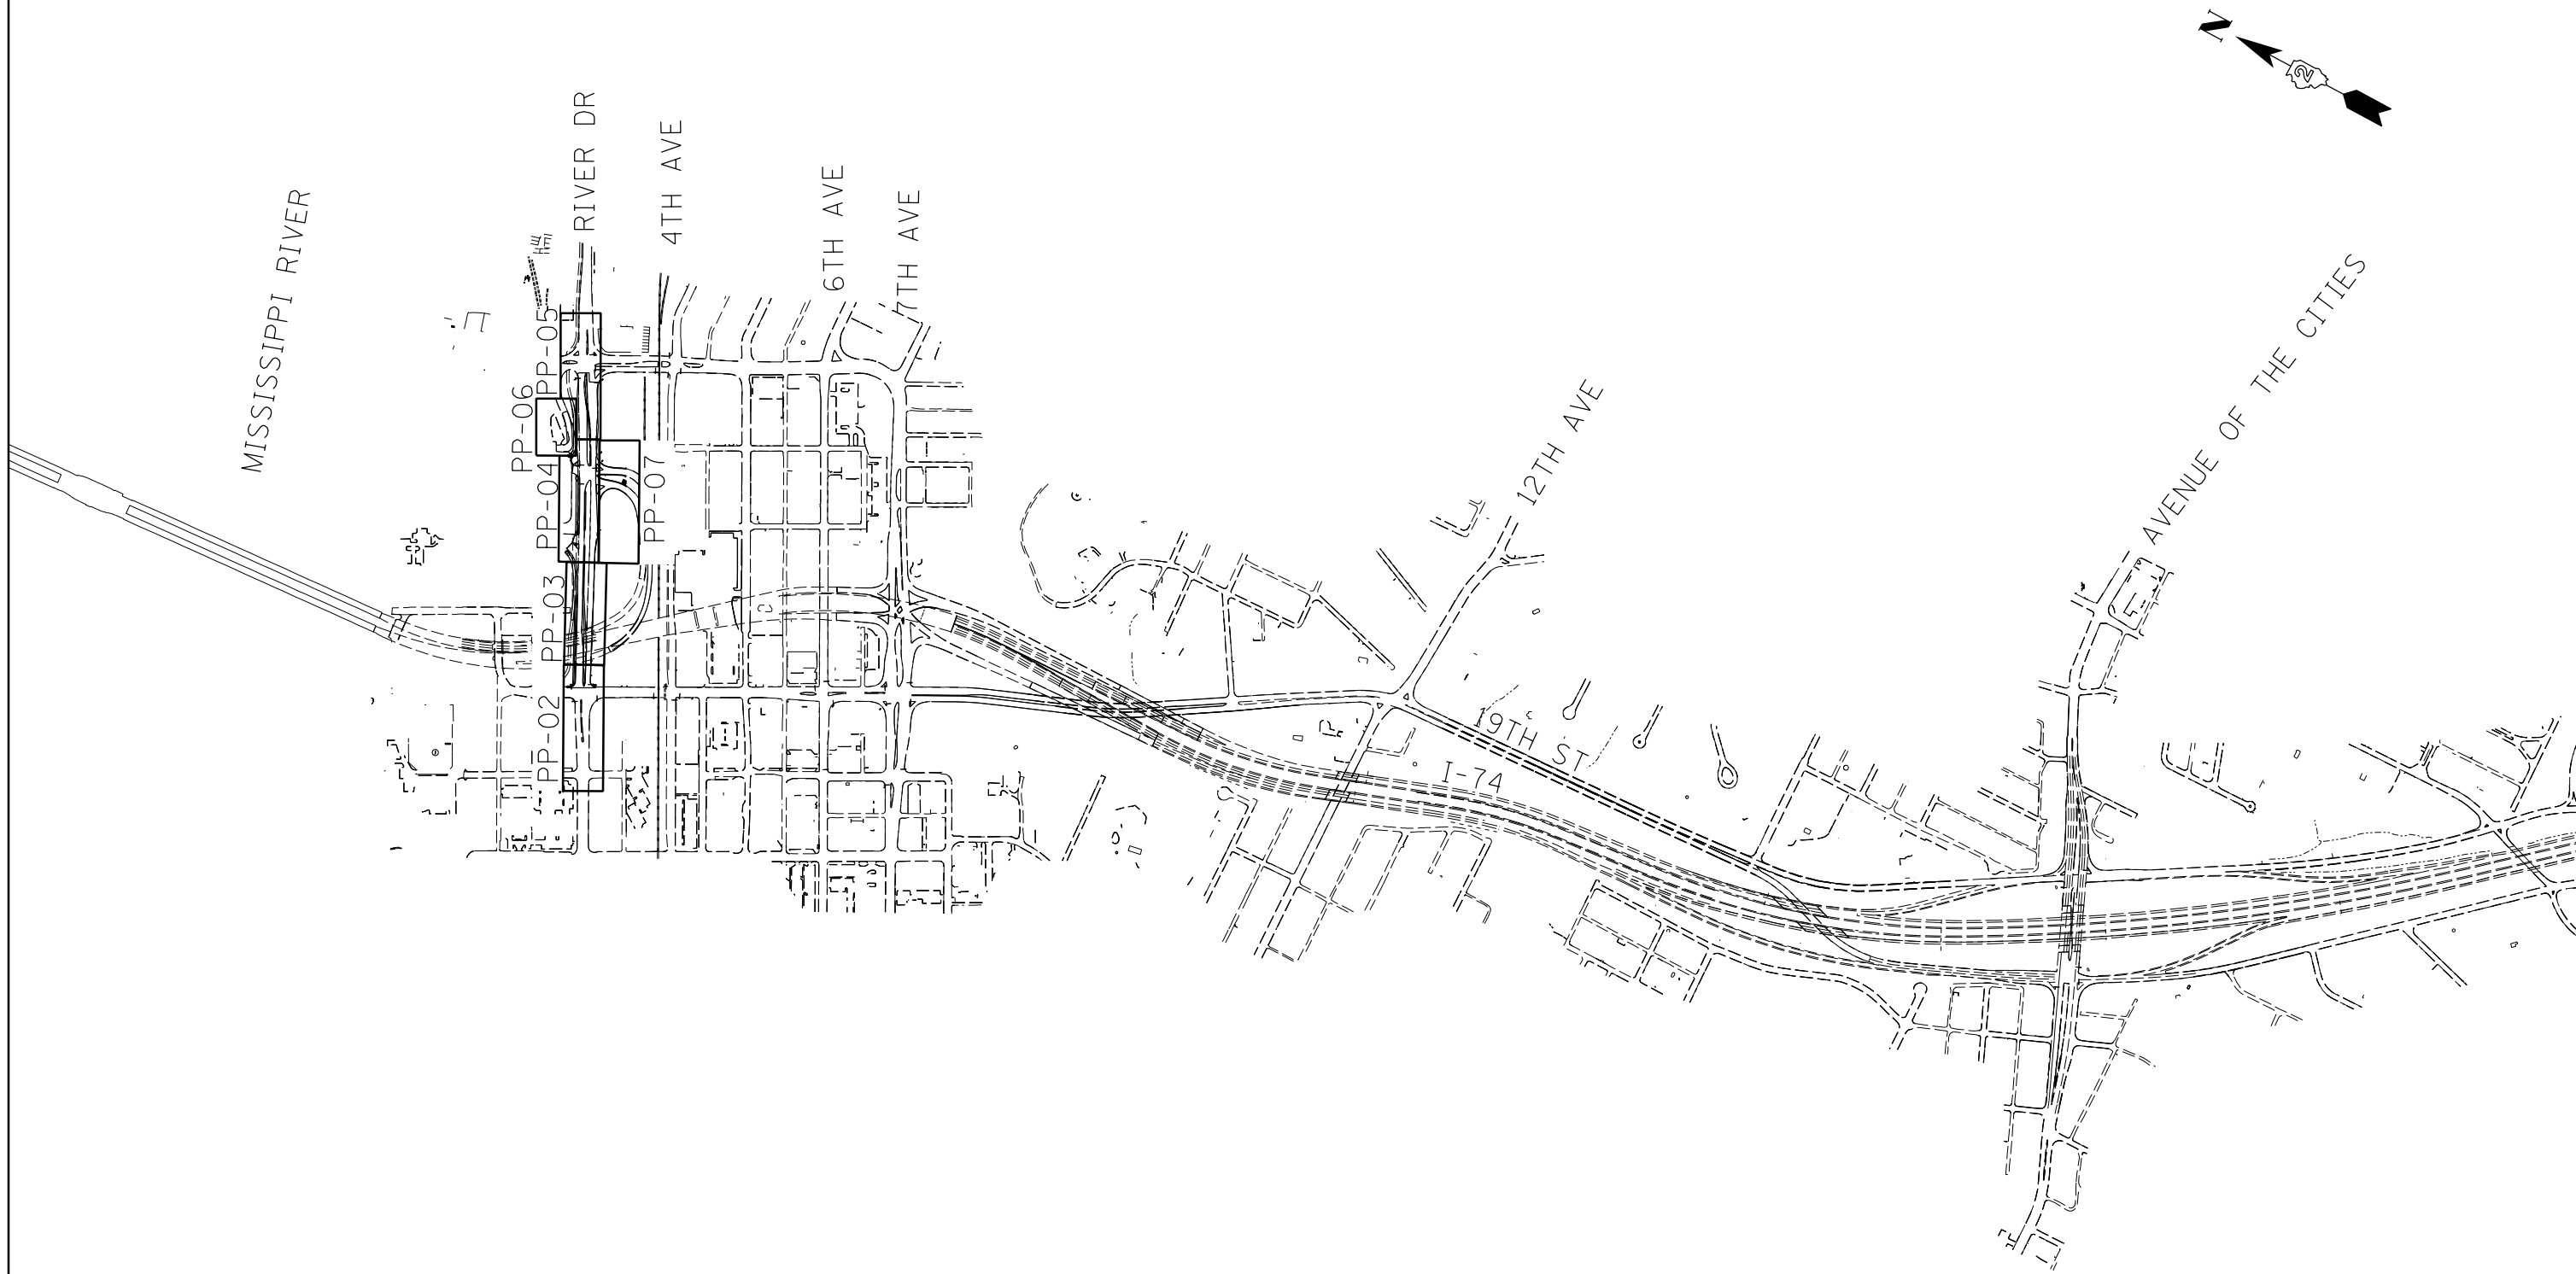 N
2
MISSISSIPPI RIVER
RIVER DR
4TH AVE
6TH AVE
7TH AVE
PP-05
PP-06
PP-04
PP-07
PP-03
PP-02
12TH AVE
19TH ST
I-74
AVENUE OF THE CITIES